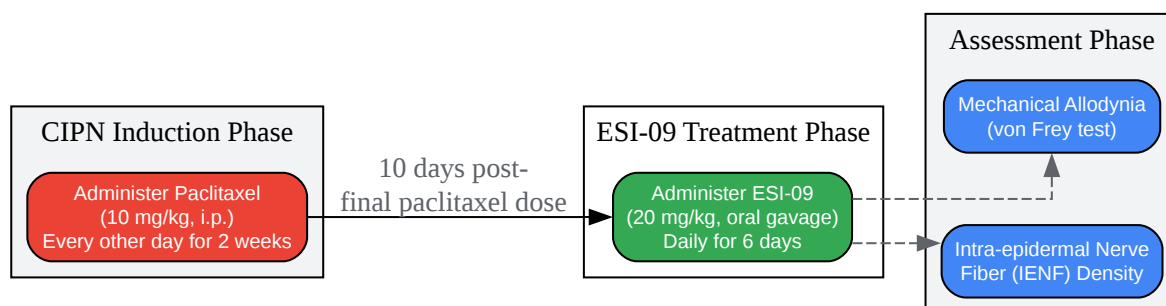 CIPN Induction Phase
Administer Paclitaxel
(10 mg/kg, i.p.)
Every other day for 2 weeks
10 days post-
final paclitaxel dose
ESI-09 Treatment Phase
Administer ESI-09
(20 mg/kg, oral gavage)
Daily for 6 days
Assessment Phase
Mechanical Allodynia
(von Frey test)
Intra-epidermal Nerve
Fiber (IENF) Density